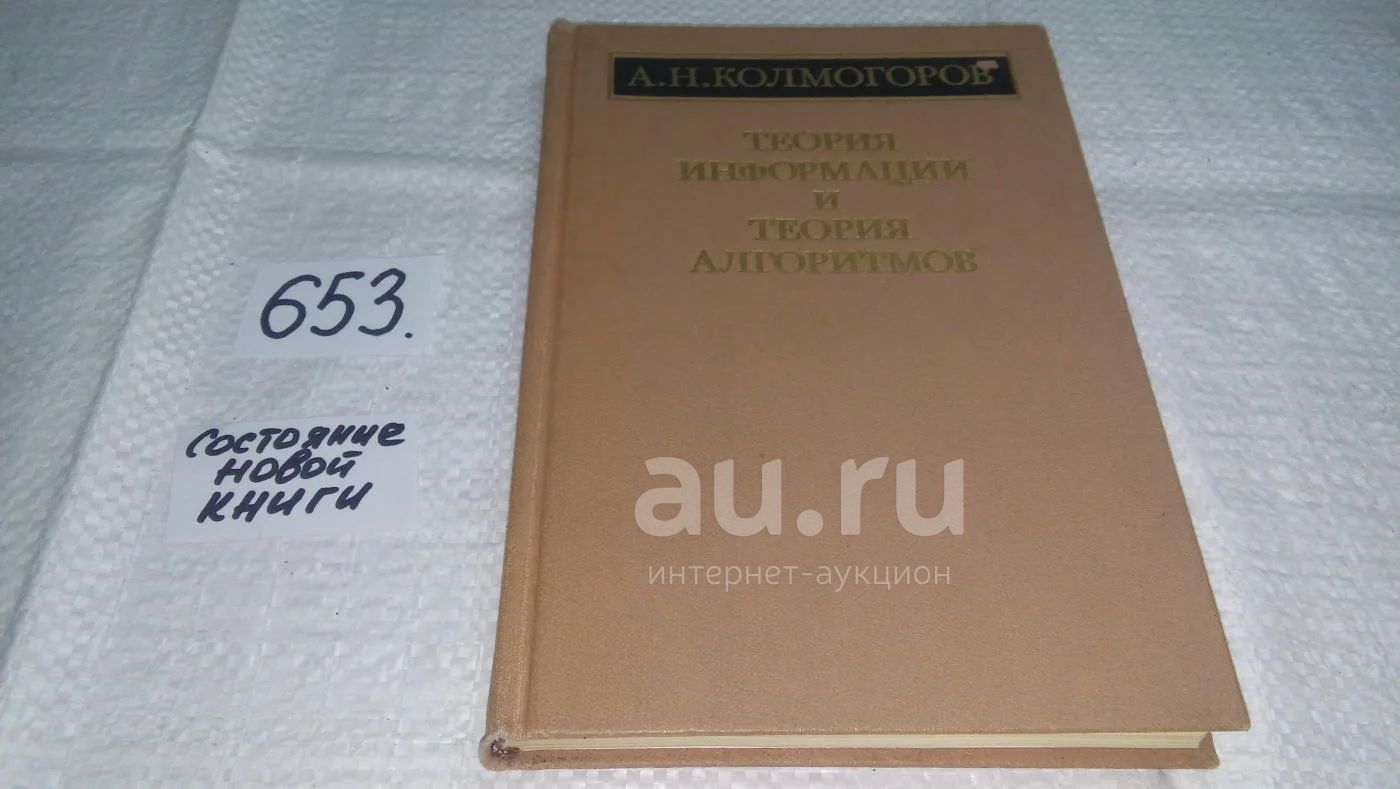 А.Н.КОЛМОГОРОВ
ТЕОРИЯ
ИНФОРМАЦИИ
И
ТЕОРИЯ
АЛГОРИТМОВ
653.
состояние
новой
книги
au.ru
интернет-аукцион